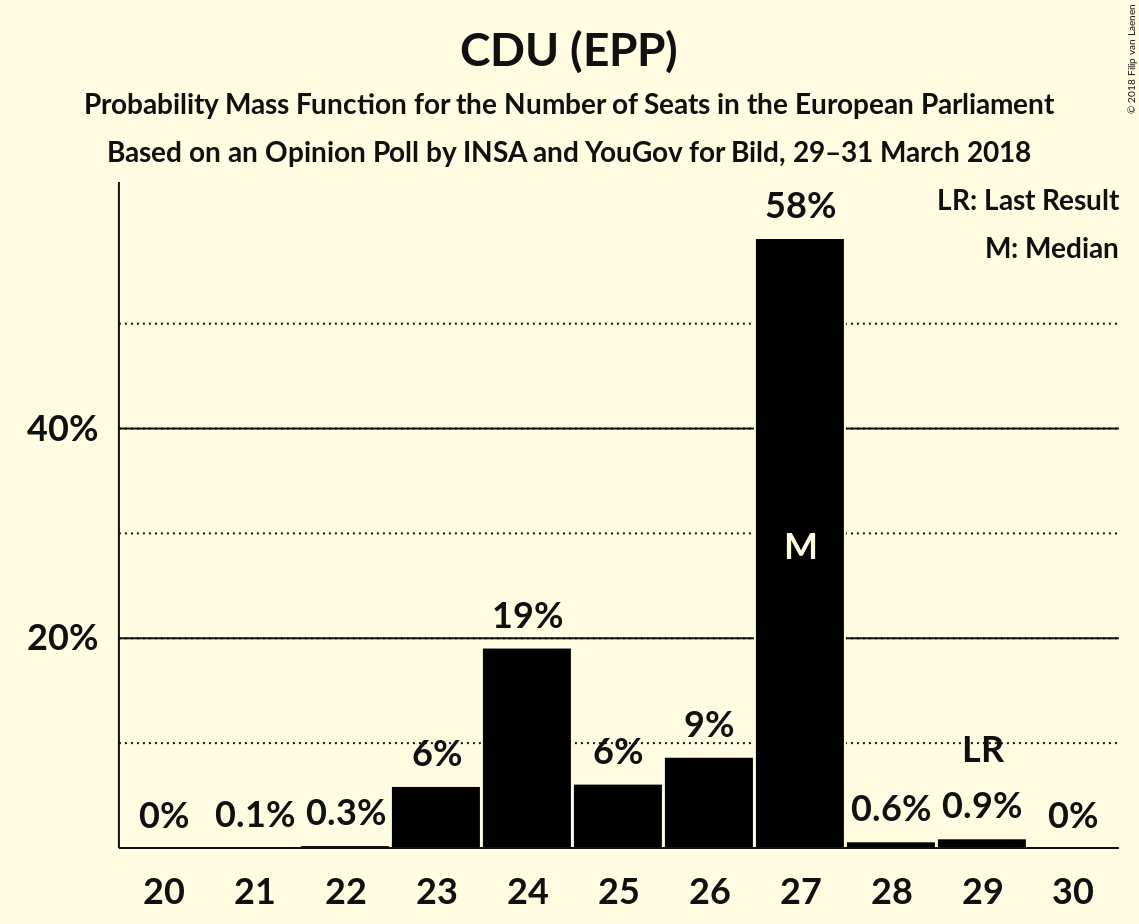 CDU (EPP)
Probability Mass Function for the Number of Seats in the European Parliament
Based on an Opinion Poll by INSA and YouGov for Bild, 29–31 March 2018
© 2018 Filip van Laenen
LR: Last Result
M: Median
58%
40%
M
19%
20%
9%
6%
6%
LR
0%
0.1%
0.3%
0.6%
0.9%
0%
20 21 22 23 24 25 26 27 28 29 30